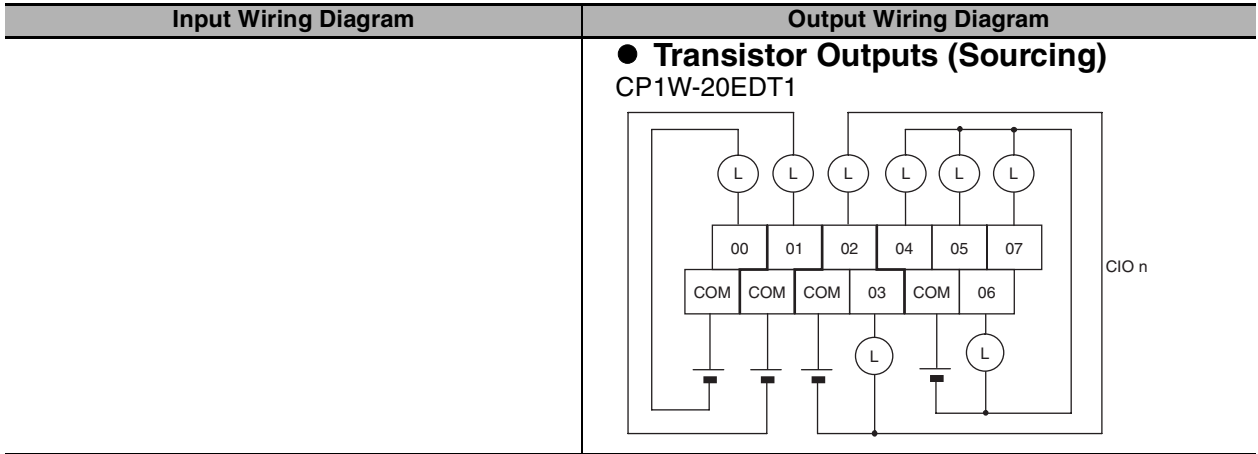 Input Wiring Diagram
Output Wiring Diagram
● Transistor Outputs (Sourcing)
CP1W-20EDT1
L L L L L L
00 01 02 04 05 07
CIO n
COM COM COM 03 COM 06
L L